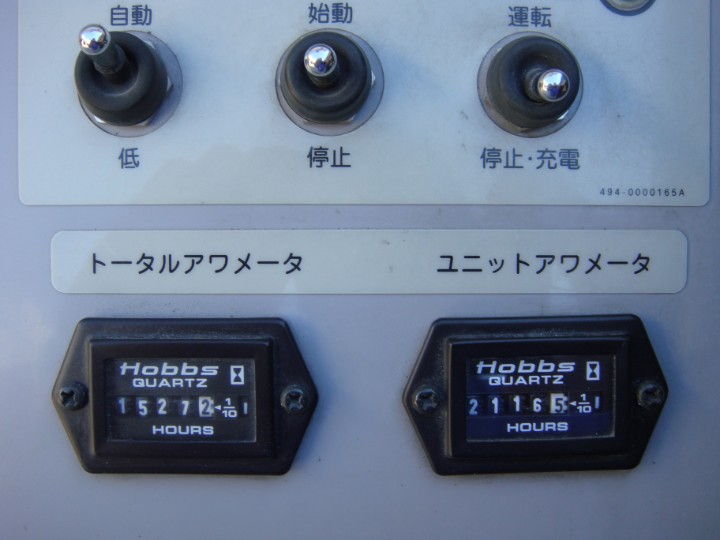 自動 始動 運転
低 停止 停止・充電
494-0000165A
トータルアワメータ ユニットアワメータ
Hobbs Hobbs
QUARTZ QUARTZ
15272 1/10 21165 1/10
HOURS HOURS